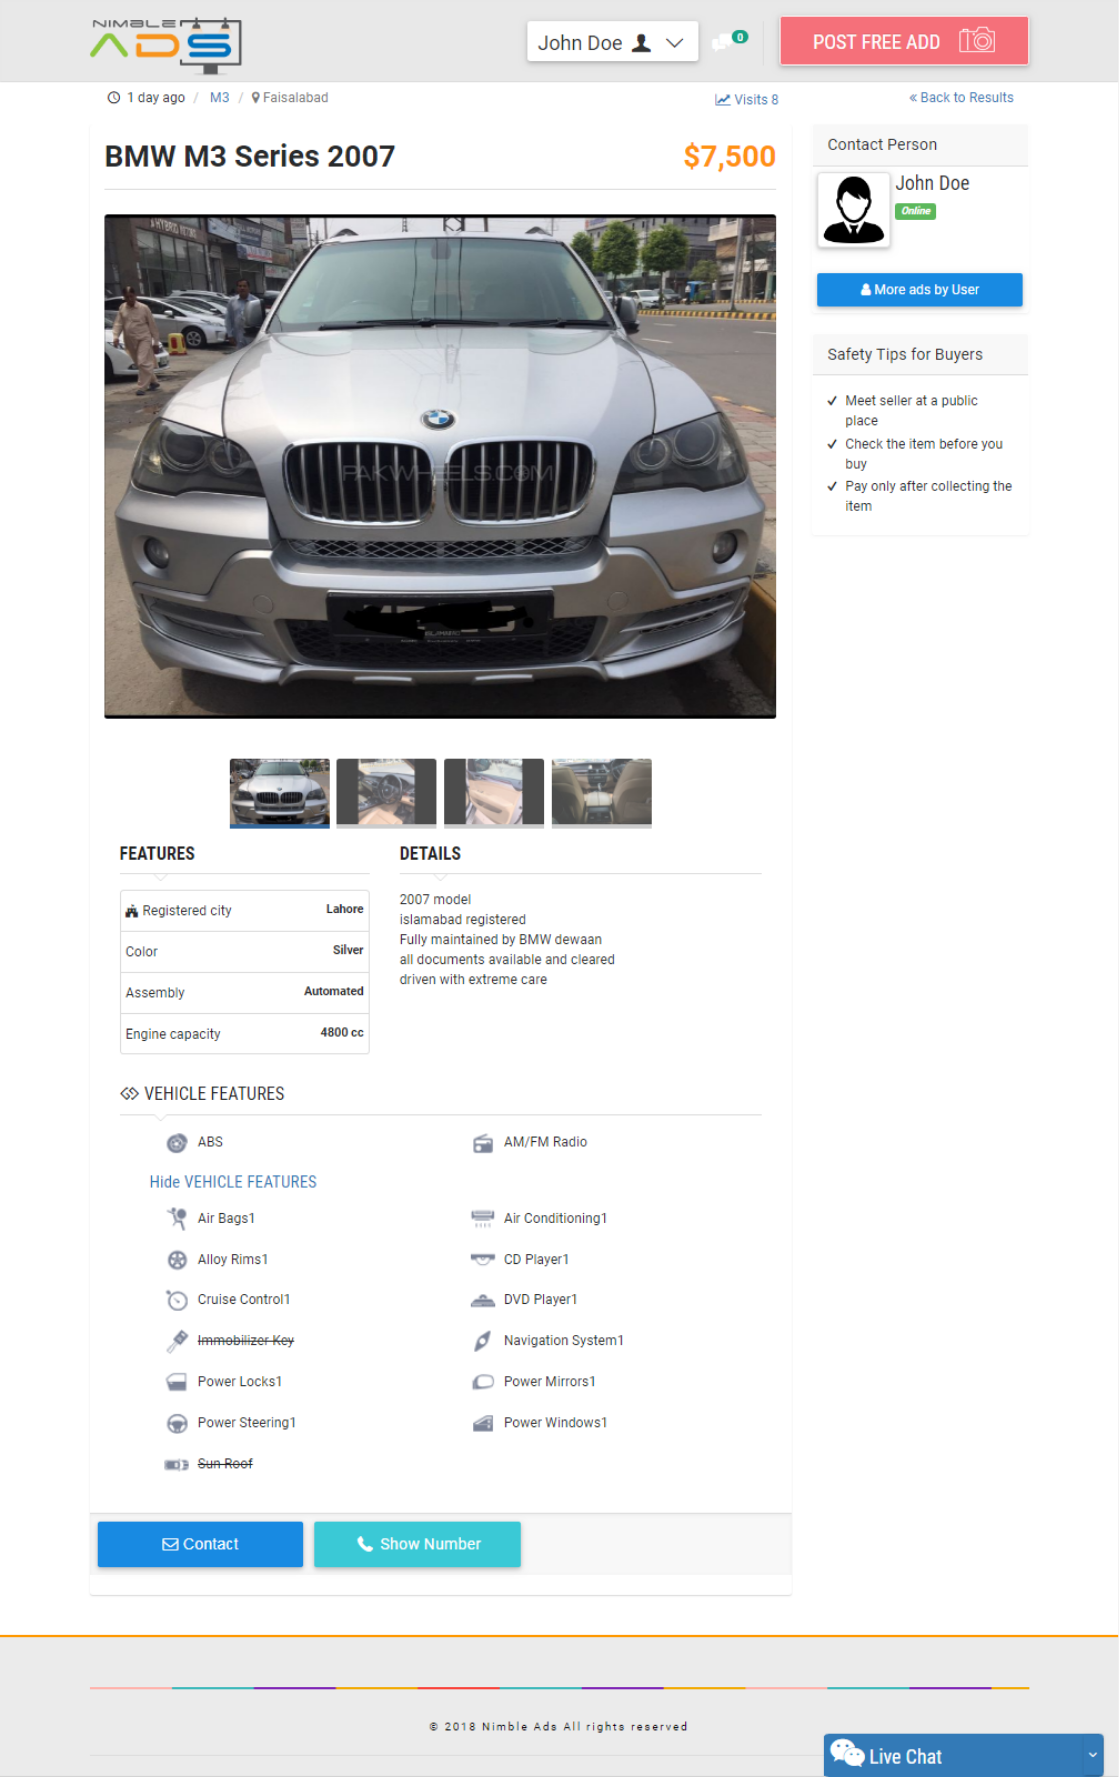 NIMBLE
ADS
John Doe
0
POST FREE ADD
1 day ago / M3 / Faisalabad
Visits 8
« Back to Results
BMW M3 Series 2007
$7,500
Contact Person
John Doe
Online
More ads by User
Safety Tips for Buyers
Meet seller at a public
place
Check the item before you
buy
Pay only after collecting the
item
PAKWHEELS.COM
FEATURES
Registered city Lahore
Color Silver
Assembly Automated
Engine capacity 4800 cc
DETAILS
2007 model
islamabad registered
Fully maintained by BMW dewaan
all documents available and cleared
driven with extreme care
VEHICLE FEATURES
ABS
AM/FM Radio
Hide VEHICLE FEATURES
Air Bags1
Air Conditioning1
Alloy Rims1
CD Player1
Cruise Control1
DVD Player1
Immobilizer Key
Navigation System1
Power Locks1
Power Mirrors1
Power Steering1
Power Windows1
Sun Roof
Contact
Show Number
© 2018 Nimble Ads All rights reserved
Live Chat